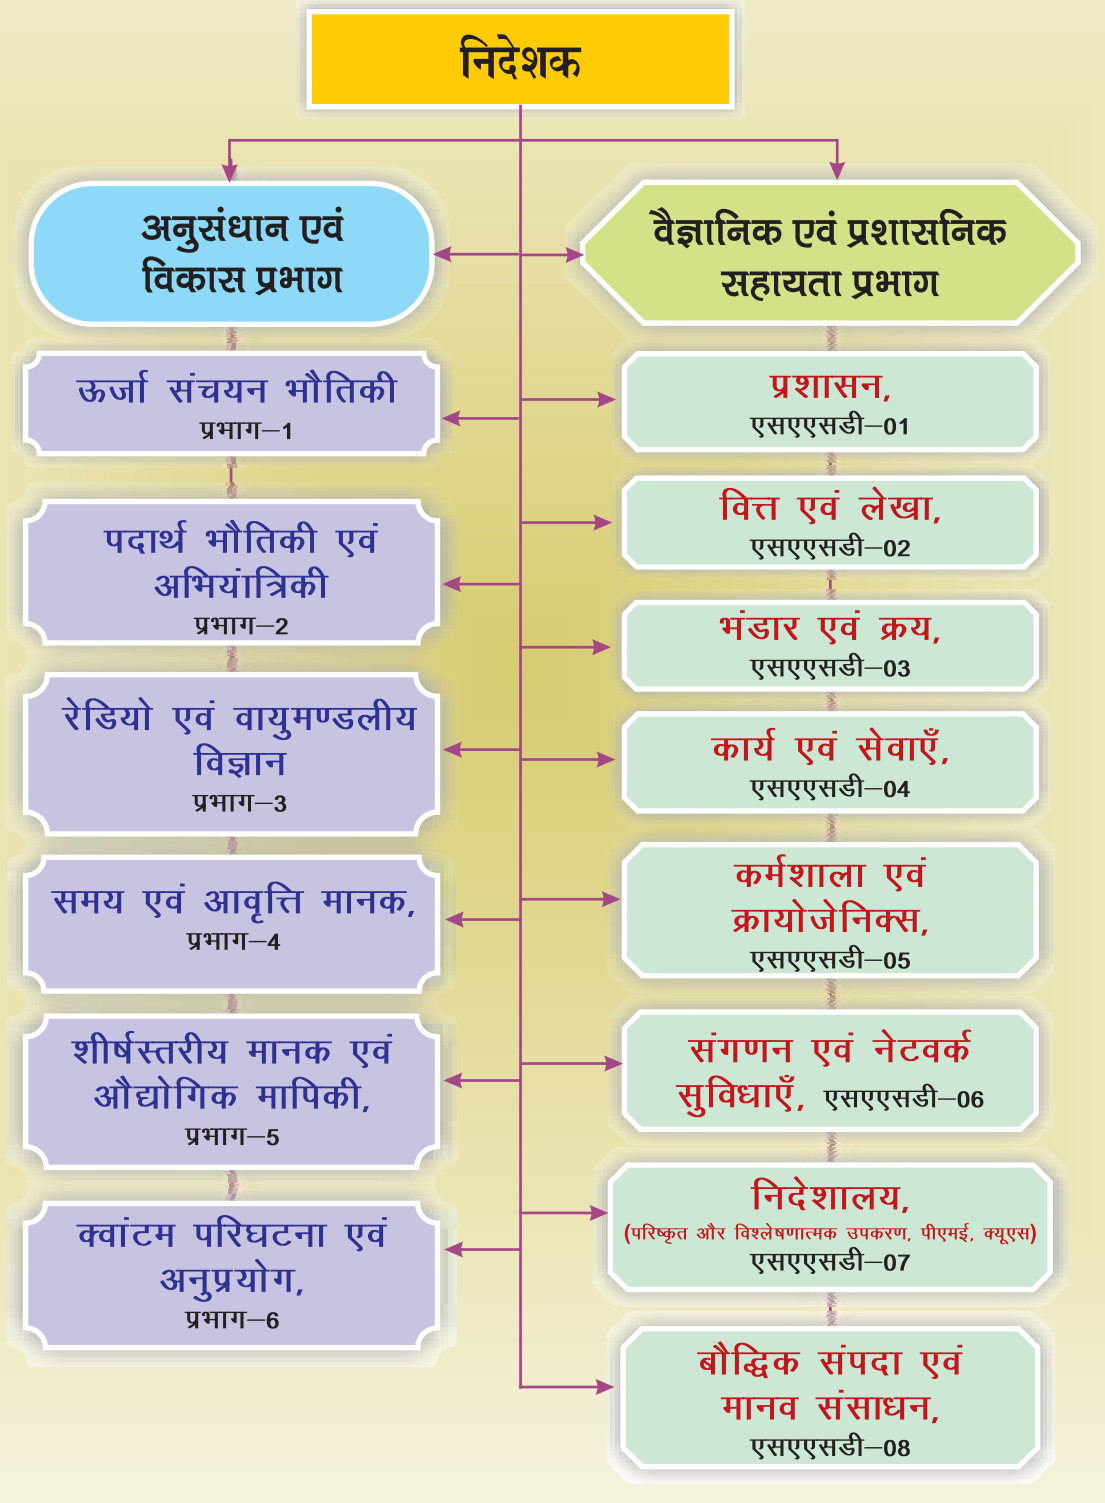 निदेशक
अनुसंधान एवं
विकास प्रभाग
ऊर्जा संचयन भौतिकी
प्रभाग–1
पदार्थ भौतिकी एवं
अभियांत्रिकी
प्रभाग–2
रेडियो एवं वायुमण्डलीय
विज्ञान
प्रभाग–3
समय एवं आवृत्ति मानक,
प्रभाग–4
शीर्षस्तरीय मानक एवं
औद्योगिक मापिकी,
प्रभाग–5
क्वांटम परिघटना एवं
अनुप्रयोग,
प्रभाग–6
वैज्ञानिक एवं प्रशासनिक
सहायता प्रभाग
प्रशासन,
एसएएसडी–01
वित्त एवं लेखा,
एसएएसडी–02
भंडार एवं क्रय,
एसएएसडी–03
कार्य एवं सेवाएँ,
एसएएसडी–04
कर्मशाला एवं
क्रायोजेनिक्स,
एसएएसडी–05
संगणन एवं नेटवर्क
सुविधाएँ, एसएएसडी–06
निदेशालय,
(परिष्कृत और विश्लेषणात्मक उपकरण, पीएमई, क्यूएस)
एसएएसडी–07
बौद्धिक संपदा एवं
मानव संसाधन,
एसएएसडी–08